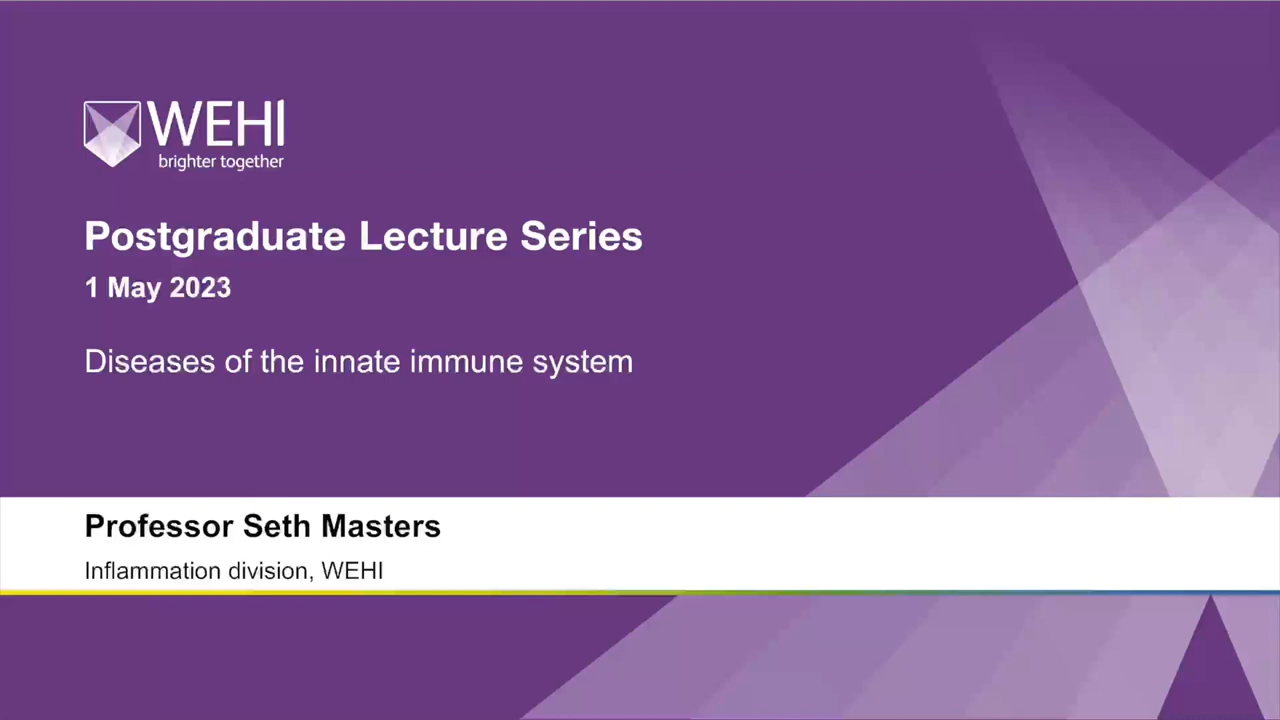 WEHI
brighter together
Postgraduate Lecture Series
1 May 2023
Diseases of the innate immune system
Professor Seth Masters
Inflammation division, WEHI